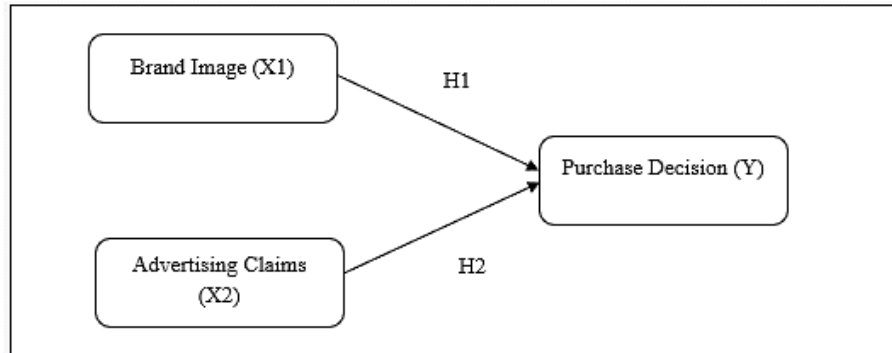 Brand Image (X1)
H1
Purchase Decision (Y)
Advertising Claims
(X2)
H2